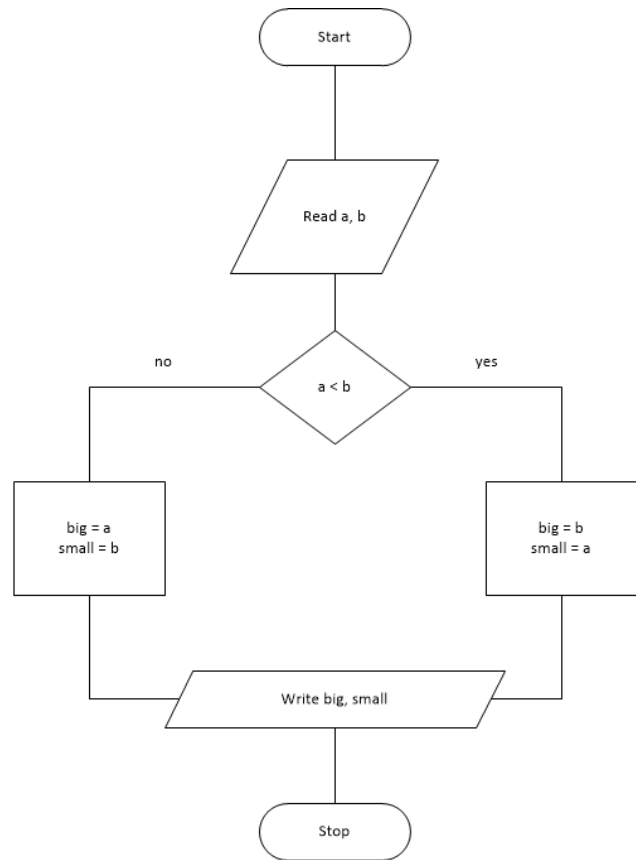 Start
Read a, b
no
yes
a < b
big = a
small = b
big = b
small = a
Write big, small
Stop